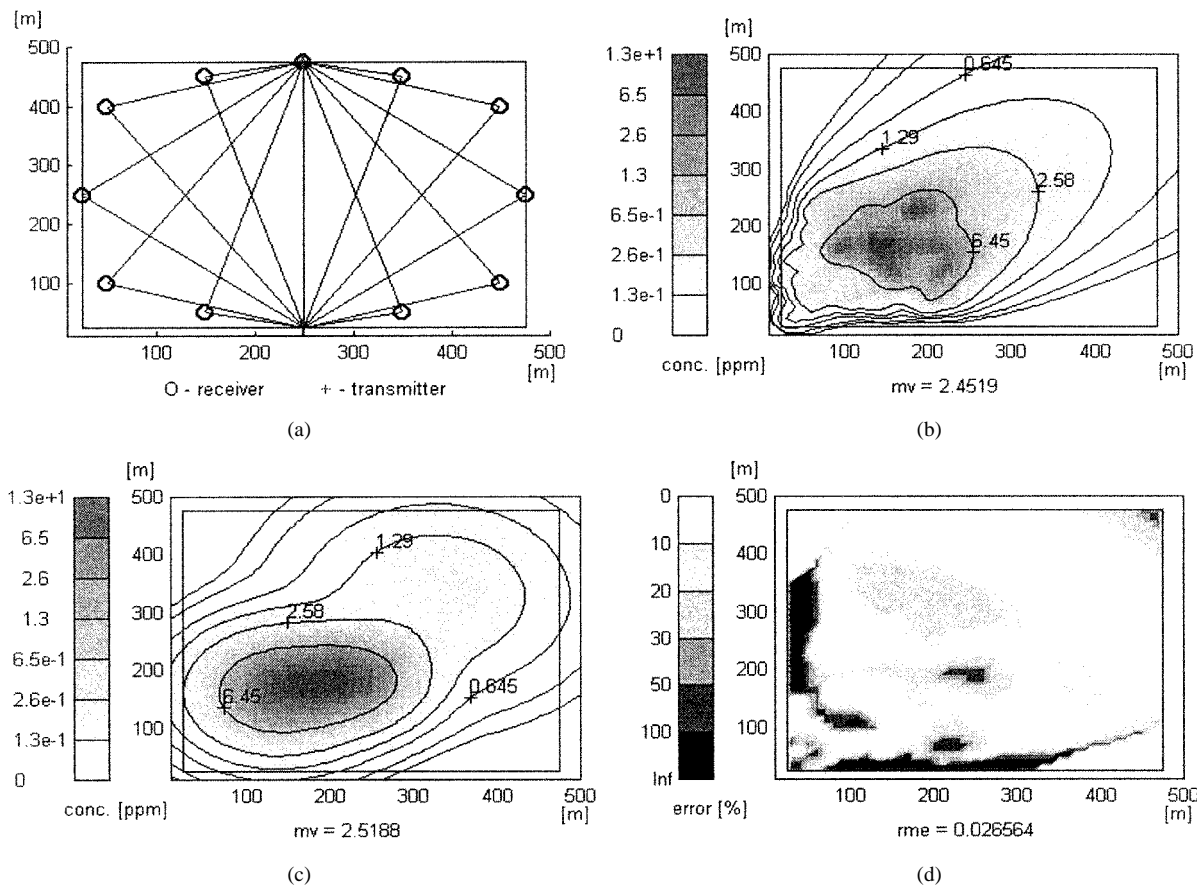 [m]
500
400
300
200
100
100 200 300 400 500
[m]
O - receiver + - transmitter
(a)
[m]
1.3e+1
6.5
2.6
1.3
6.5e-1
2.6e-1
1.3e-1
0
conc. [ppm]
500
400
300
200
100
0.645
1.29
2.58
6.45
100 200 300 400 500
[m]
mv = 2.4519
(b)
[m]
1.3e+1
6.5
2.6
1.3
6.5e-1
2.6e-1
1.3e-1
0
conc. [ppm]
500
400
300
200
100
1.29
2.58
6.45
0.645
100 200 300 400 500
[m]
mv = 2.5188
(c)
[m]
0
10
20
30
50
100
Inf
error [%]
500
400
300
200
100
100 200 300 400 500
[m]
rme = 0.026564
(d)